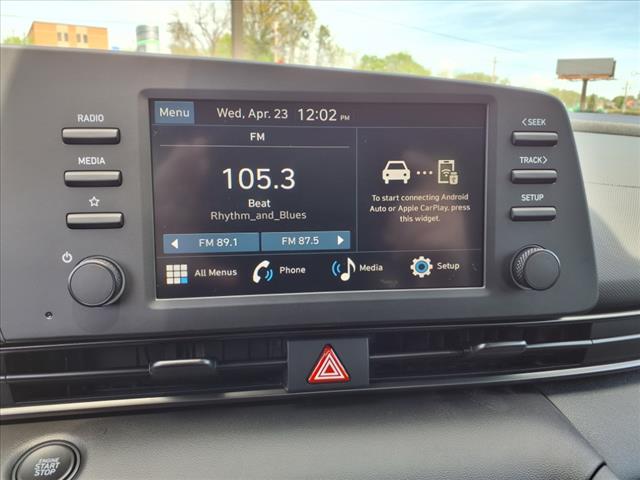 Menu Wed, Apr. 23 12:02 PM
FM
105.3
Beat
Rhythm_and_Blues
FM 89.1 FM 87.5
To start connecting Android
Auto or Apple CarPlay, press
this widget.
All Menus Phone Media Setup
RADIO
MEDIA
SEEK
TRACK
SETUP
ENGINE
START
STOP